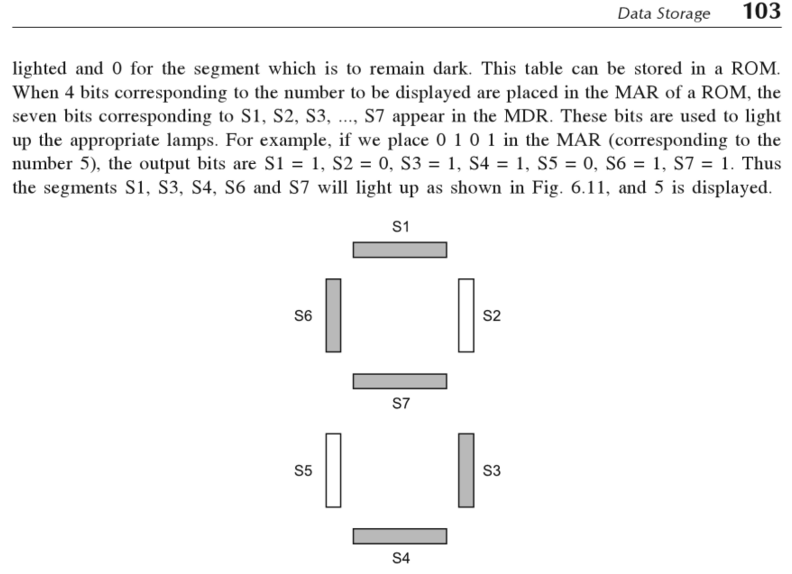 Data Storage 103
lighted and 0 for the segment which is to remain dark. This table can be stored in a ROM.
When 4 bits corresponding to the number to be displayed are placed in the MAR of a ROM, the
seven bits corresponding to S1, S2, S3, ..., S7 appear in the MDR. These bits are used to light
up the appropriate lamps. For example, if we place 0 1 0 1 in the MAR (corresponding to the
number 5), the output bits are S1 = 1, S2 = 0, S3 = 1, S4 = 1, S5 = 0, S6 = 1, S7 = 1. Thus
the segments S1, S3, S4, S6 and S7 will light up as shown in Fig. 6.11, and 5 is displayed.
S1
S6 S2
S7
S5 S3
S4